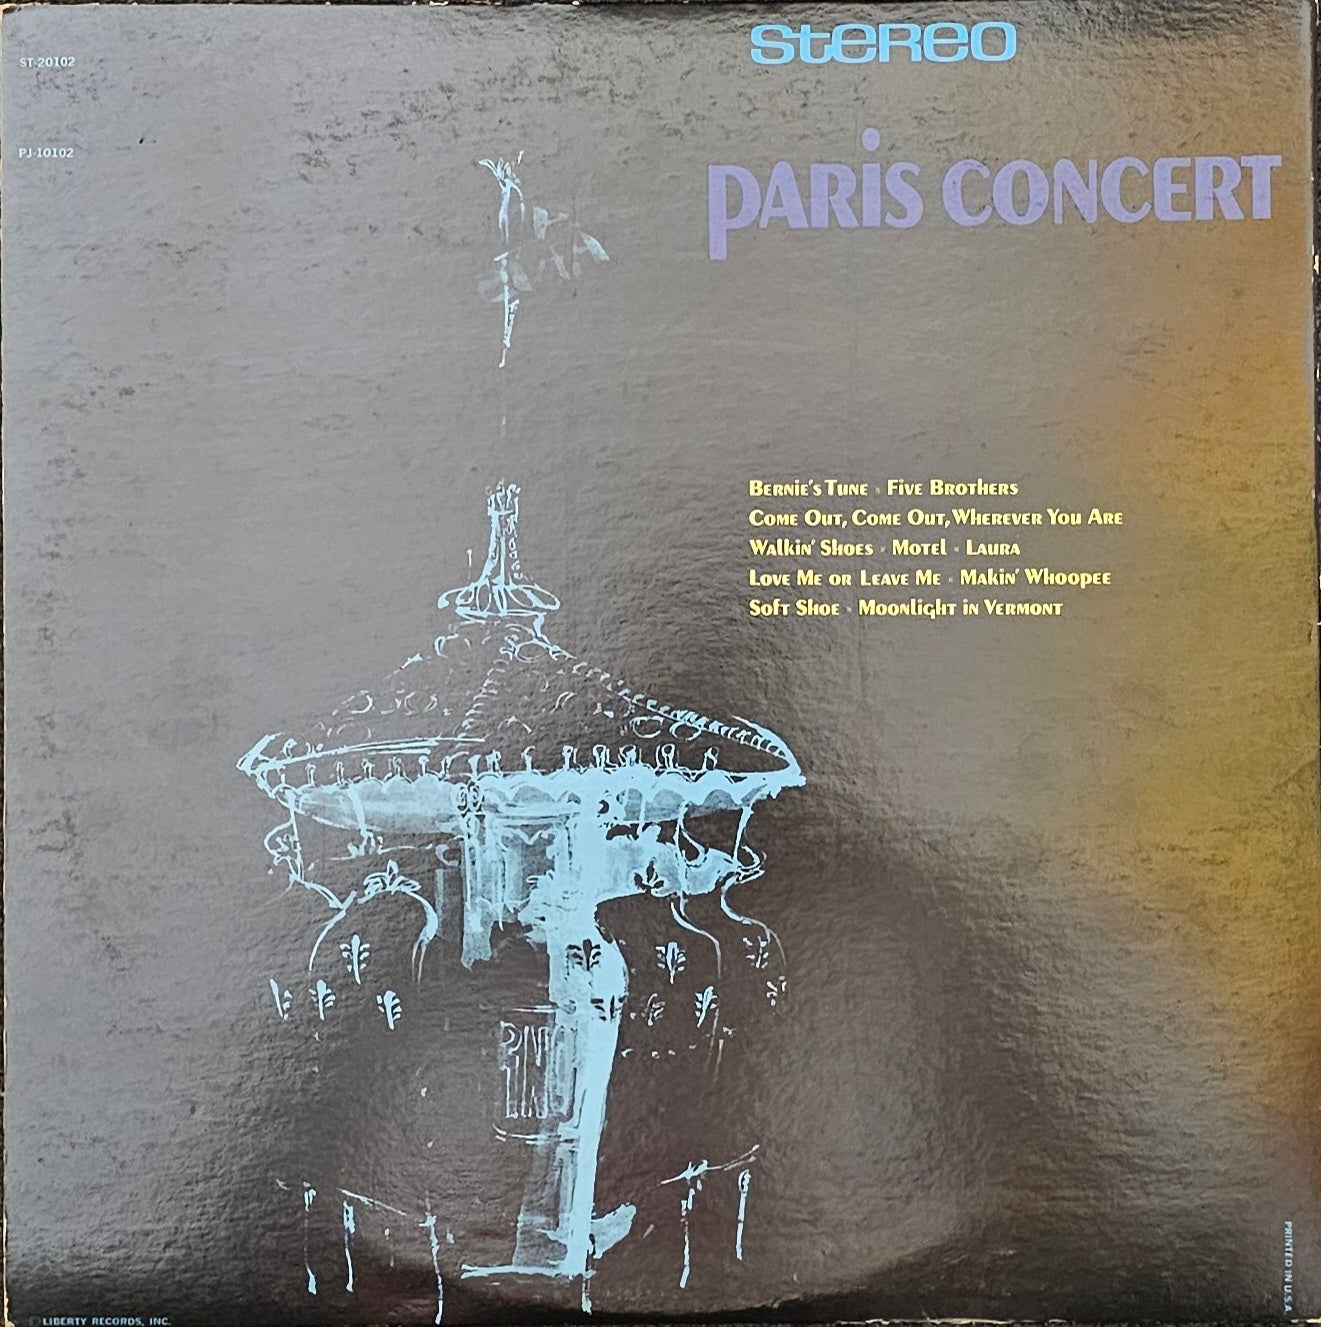 ST-20102
STEREO
PJ-10102
PARiS CONCERT
BERNiE'S TUNE • FiVE BROTHERS
COME OUT, COME OUT, WHEREVER YOU ARE
WALKiN' SHOES • MOTEL • LAURA
LOVE ME OR LEAVE ME • MAKiN' WHOOPEE
SOFT SHOE • MOONLiGHT iN VERMONT
PRINTED IN U.S.A.
© LIBERTY RECORDS, INC.